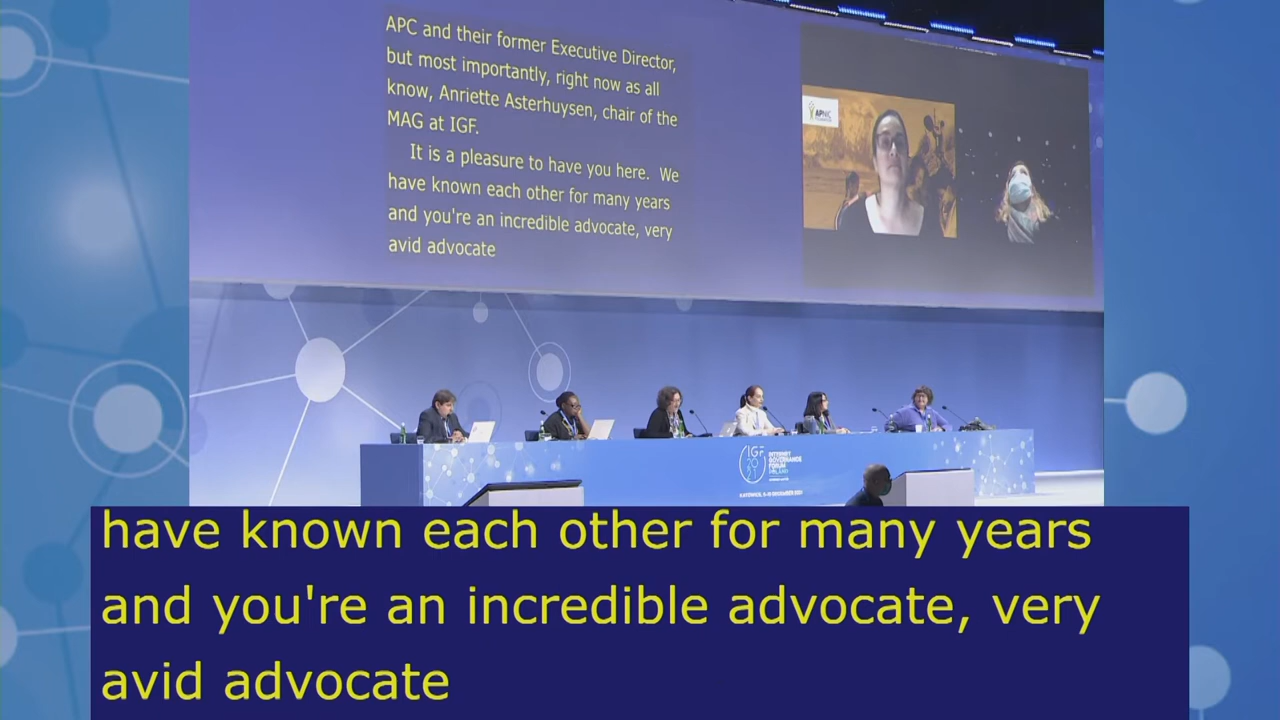 APC and their former Executive Director,
but most importantly, right now as all
know, Anriette Asterhuysen, chair of the
MAG at IGF.
It is a pleasure to have you here. We
have known each other for many years
and you're an incredible advocate, very
avid advocate
APNIC
IGF
20
21
INTERNET
GOVERNANCE
FORUM
have known each other for many years
and you're an incredible advocate, very
avid advocate